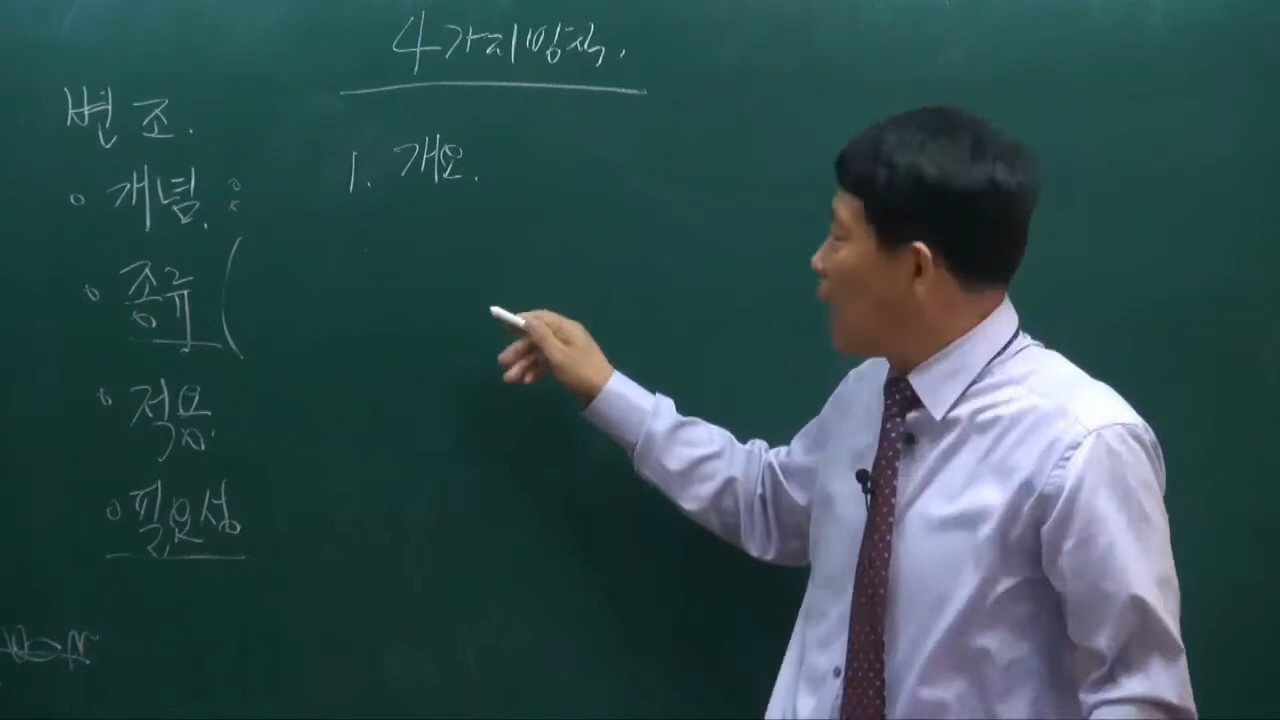 4가지방식.
변조.
◦ 개념. :
◦ 종류 (
◦ 적용.
◦ 필요성
1. 개요.